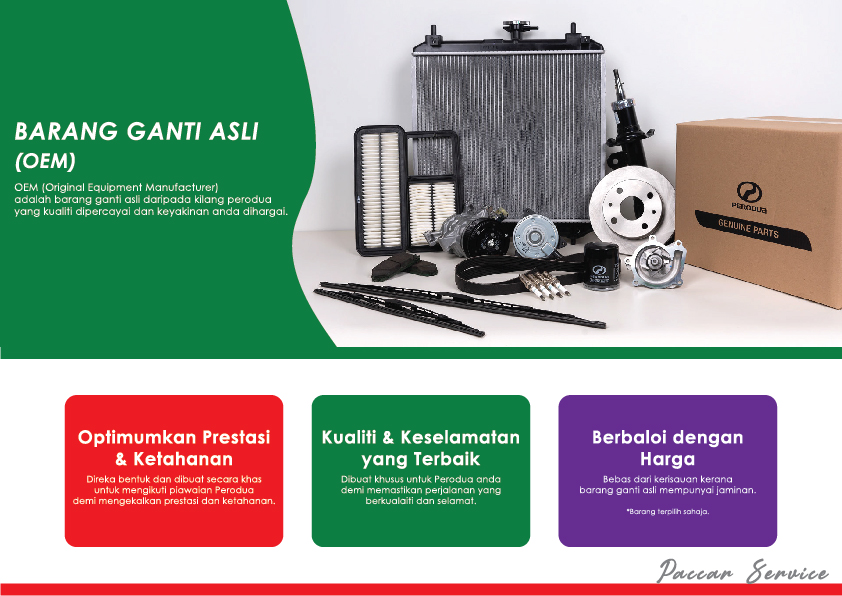 BARANG GANTI ASLI
(OEM)
OEM (Original Equipment Manufacturer)
adalah barang ganti asli daripada kilang perodua
yang kualiti dipercayai dan keyakinan anda dihargai.
PERODUA
GENUINE PARTS
Optimumkan Prestasi
& Ketahanan
Direka bentuk dan dibuat secara khas
untuk mengikuti piawaian Perodua
demi mengekalkan prestasi dan ketahanan.
Kualiti & Keselamatan
yang Terbaik
Dibuat khusus untuk Perodua anda
demi memastikan perjalanan yang
berkualaiti dan selamat.
Berbaloi dengan
Harga
Bebas dari kerisauan kerana
barang ganti asli mempunyai jaminan.
*Barang terpilih sahaja.
Paccar Service